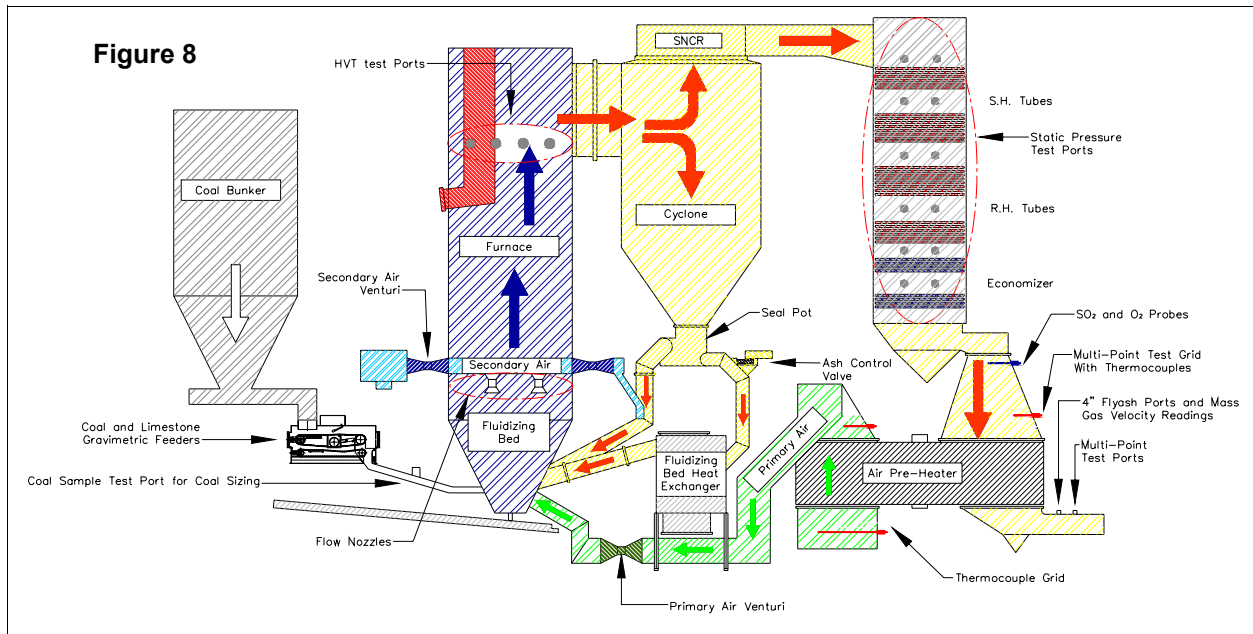 Figure 8
HVT test Ports
SNCR
S.H. Tubes
Static Pressure
Test Ports
Coal Bunker
Cyclone
R.H. Tubes
Furnace
Secondary Air
Venturi
Economizer
Seal Pot
SO₂ and O₂ Probes
Secondary Air
Ash Control
Valve
Multi-Point Test Grid
With Thermocouples
4" Flyash Ports and Mass
Gas Velocity Readings
Coal and Limestone
Gravimetric Feeders
Fluidizing
Bed
Primary Air
Multi-Point
Test Ports
Fluidizing
Bed Heat
Exchanger
Air Pre-Heater
Coal Sample Test Port for Coal Sizing
Flow Nozzles
Thermocouple Grid
Primary Air Venturi